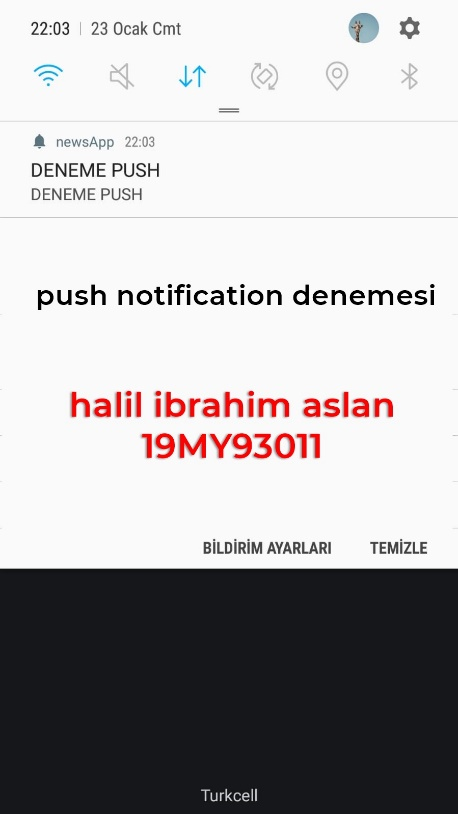 22:03 | 23 Ocak Cmt
newsApp 22:03
DENEME PUSH
DENEME PUSH
push notification denemesi
halil ibrahim aslan
19MY93011
BİLDİRİM AYARLARI TEMİZLE
Turkcell